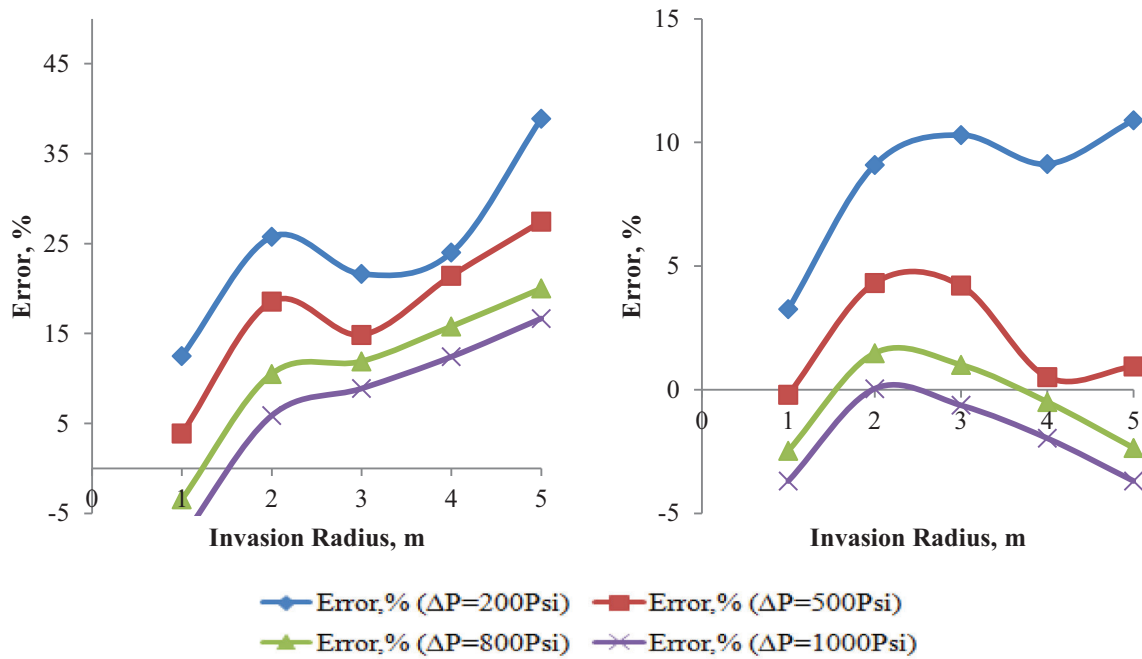 45
35
25
15
5
-5
0 1 2 3 4 5
Error, %
Invasion Radius, m
15
10
5
0
-5
0 1 2 3 4 5
Error, %
Invasion Radius, m
Error,% (ΔP=200Psi) Error,% (ΔP=500Psi)
Error,% (ΔP=800Psi) Error,% (ΔP=1000Psi)